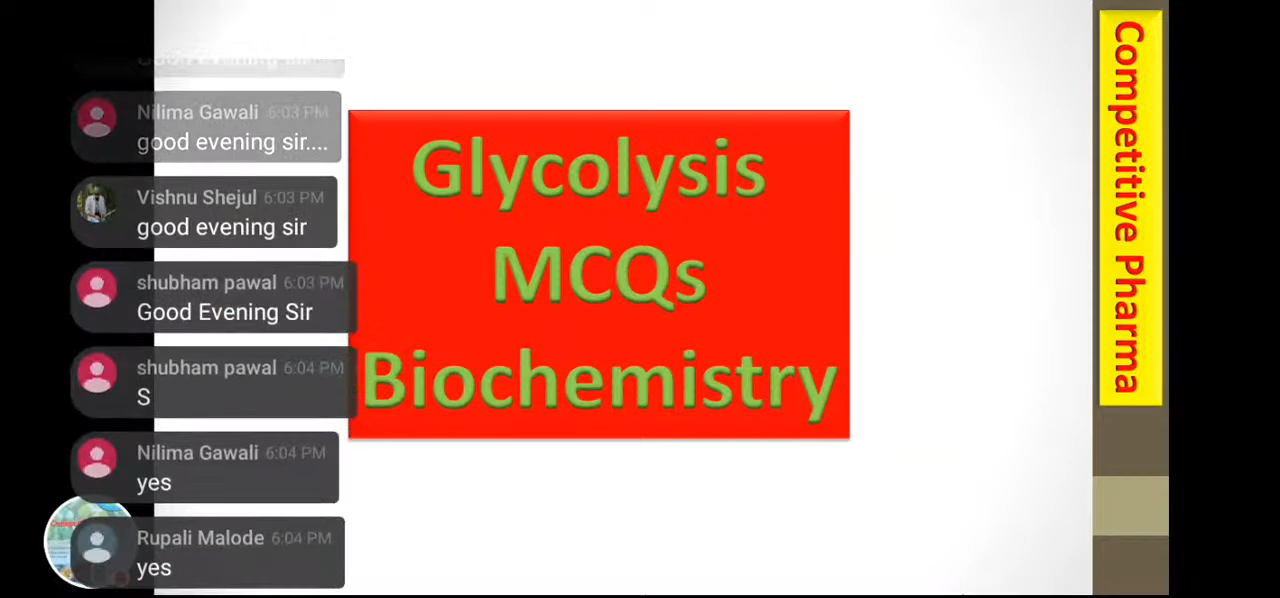 Nilima Gawali 6:03 PM
good evening sir....
Vishnu Shejul 6:03 PM
good evening sir
shubham pawal 6:03 PM
Good Evening Sir
shubham pawal 6:04 PM
S
Nilima Gawali 6:04 PM
yes
Rupali Malode 6:04 PM
yes
Glycolysis
MCQs
Biochemistry
Competitive Pharma